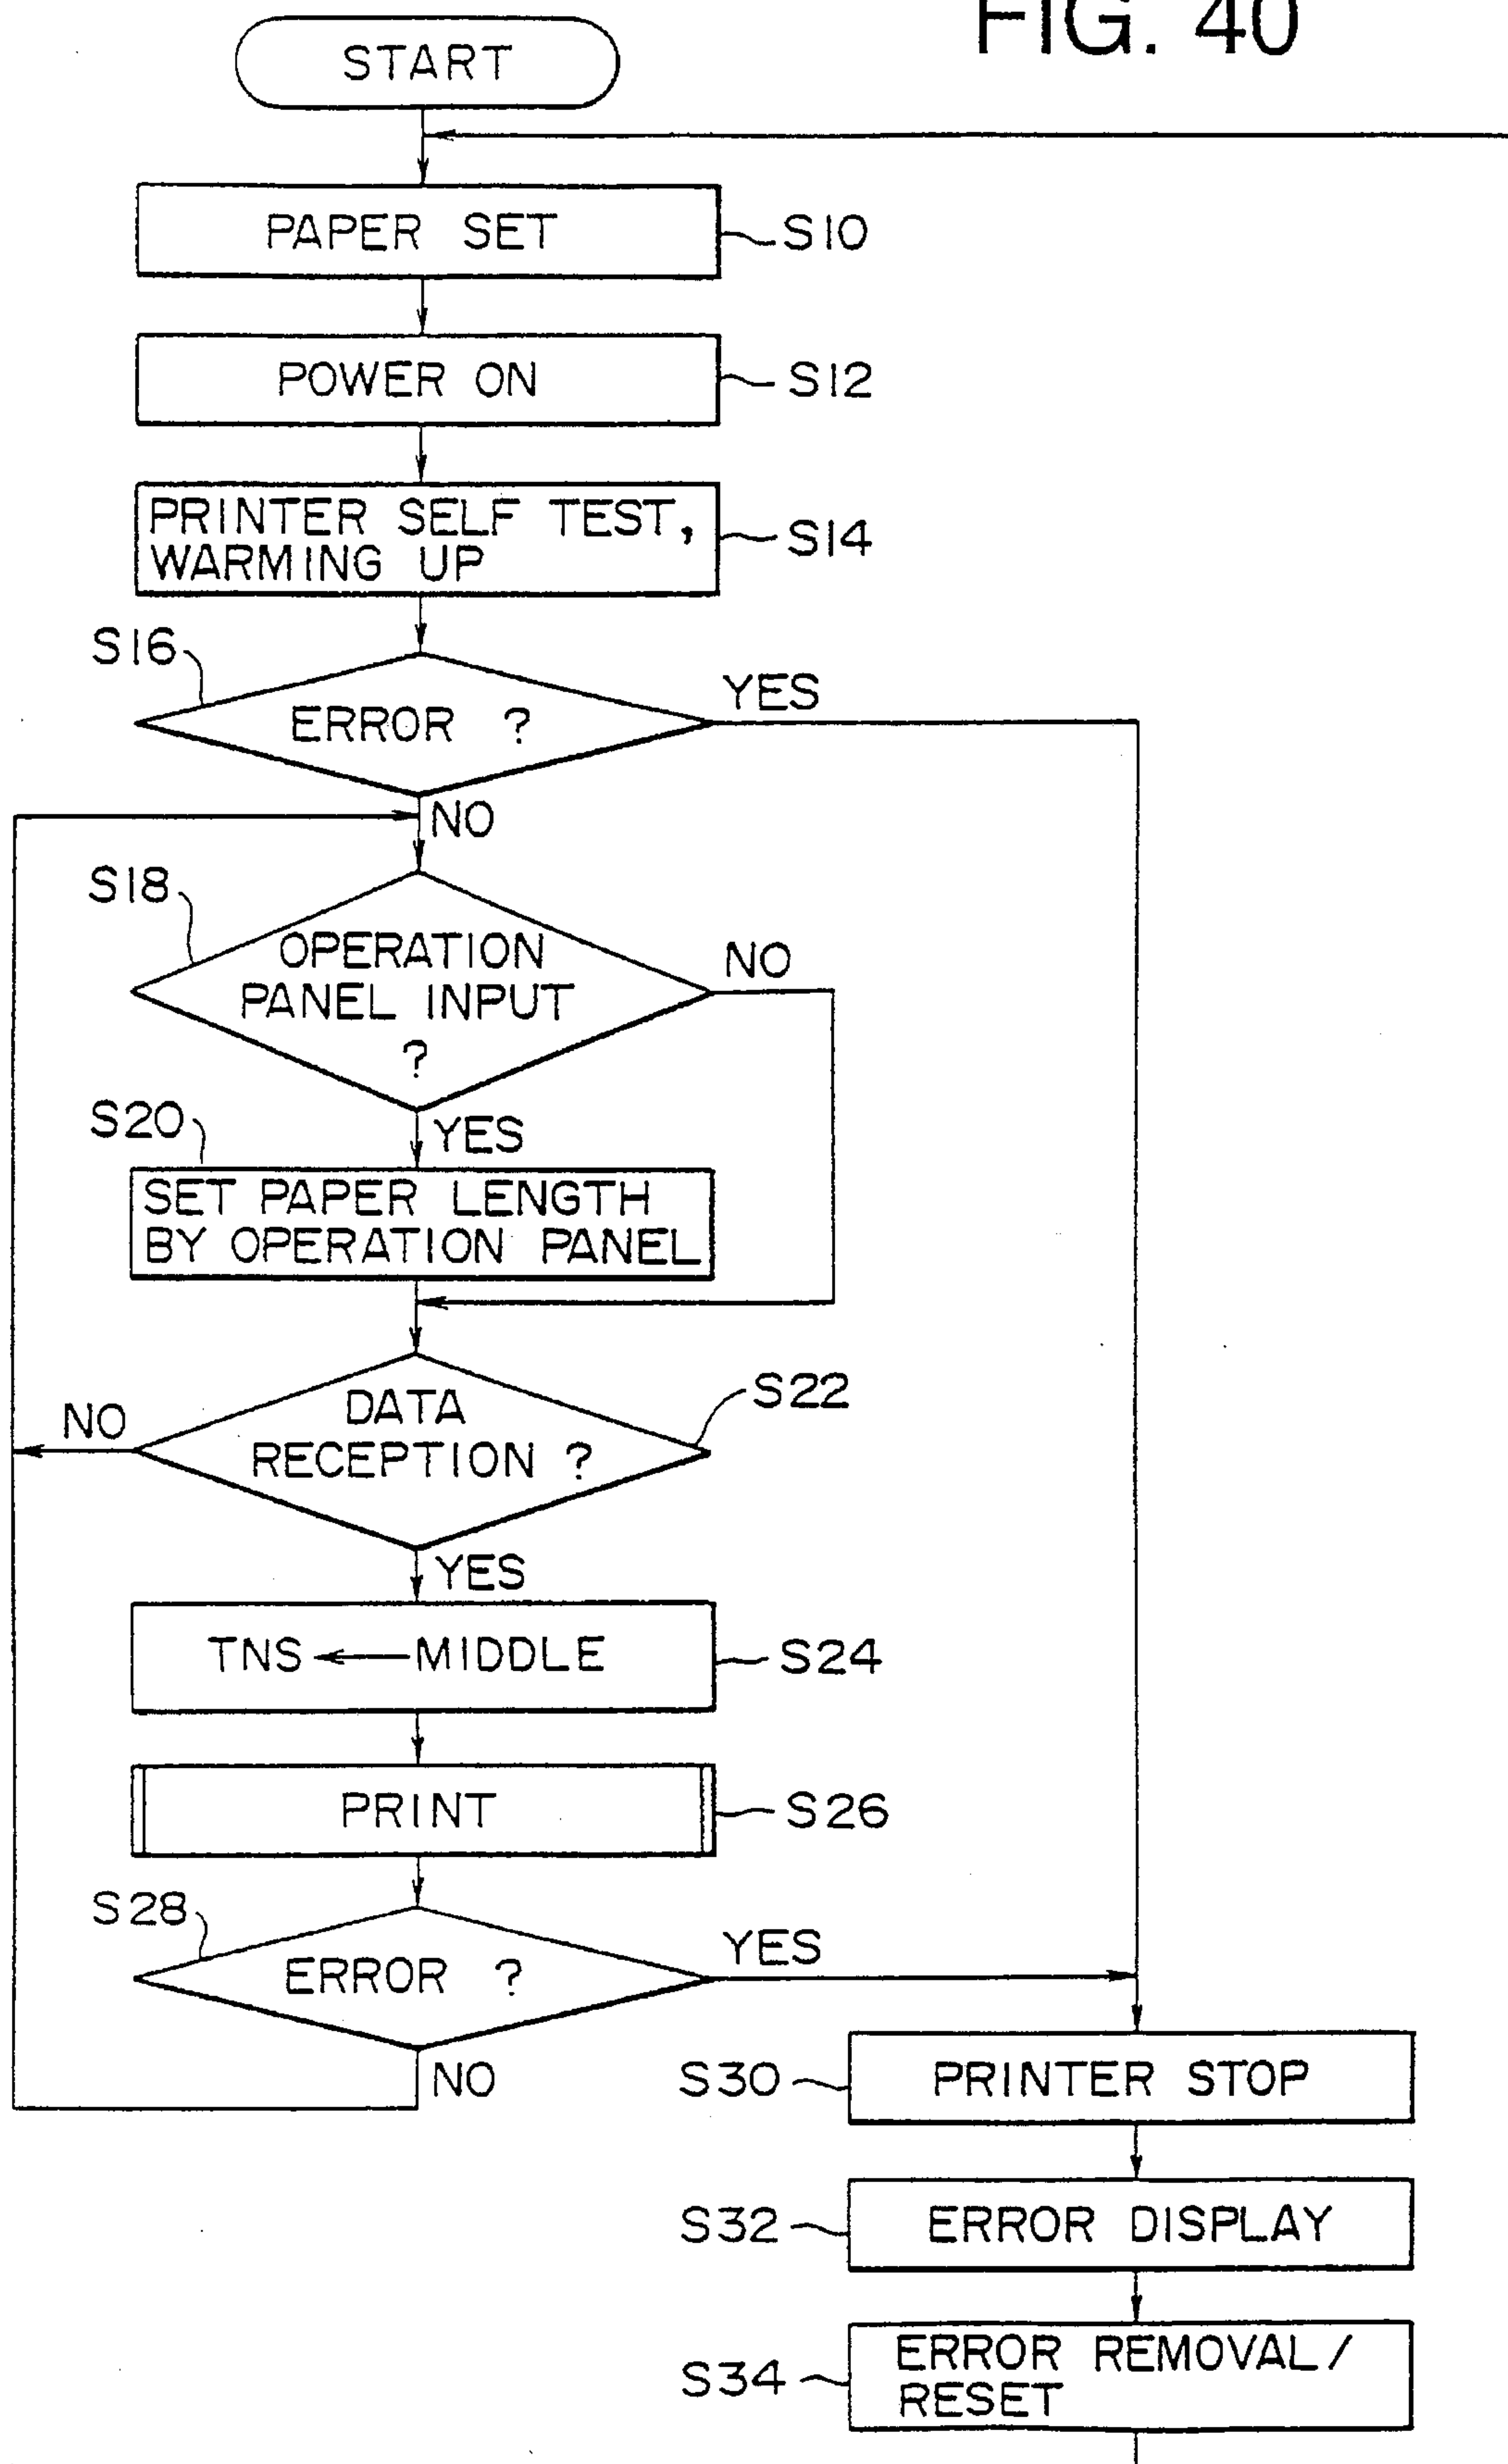 FIG. 40
START
PAPER SET
S10
POWER ON
S12
PRINTER SELF TEST,
WARMING UP
S14
S16
ERROR ?
YES
NO
S18
OPERATION
PANEL INPUT
?
NO
YES
S20
SET PAPER LENGTH
BY OPERATION PANEL
DATA
RECEPTION ?
S22
NO
YES
TNS ← MIDDLE
S24
PRINT
S26
S28
ERROR ?
YES
NO
S30
PRINTER STOP
S32
ERROR DISPLAY
S34
ERROR REMOVAL/
RESET